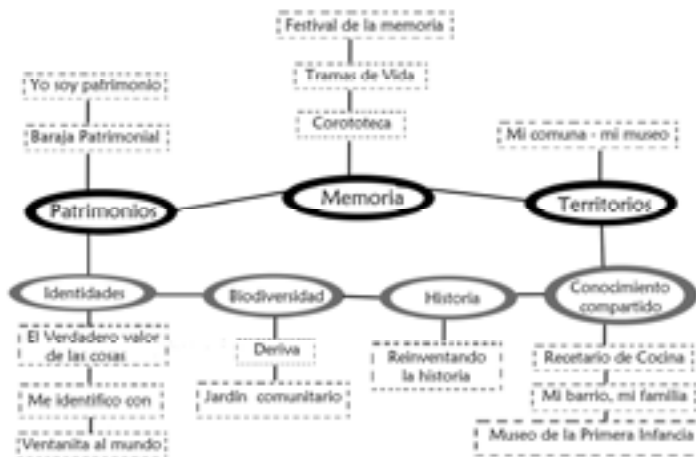 Festival de la memoria
Yo soy patrimonio
Tramas de Vida
Baraja Patrimonial
Corototeca
Mi comuna - mi museo
Patrimonios
Memoria
Territorios
Identidades
Biodiversidad
Historia
Conocimiento
compartido
El Verdadero valor
de las cosas
Deriva
Reinventando
la historia
Recetario de Cocina
Me identifico con
Jardín comunitario
Mi barrio, mi familia
Ventanita al mundo
Museo de la Primera Infancia